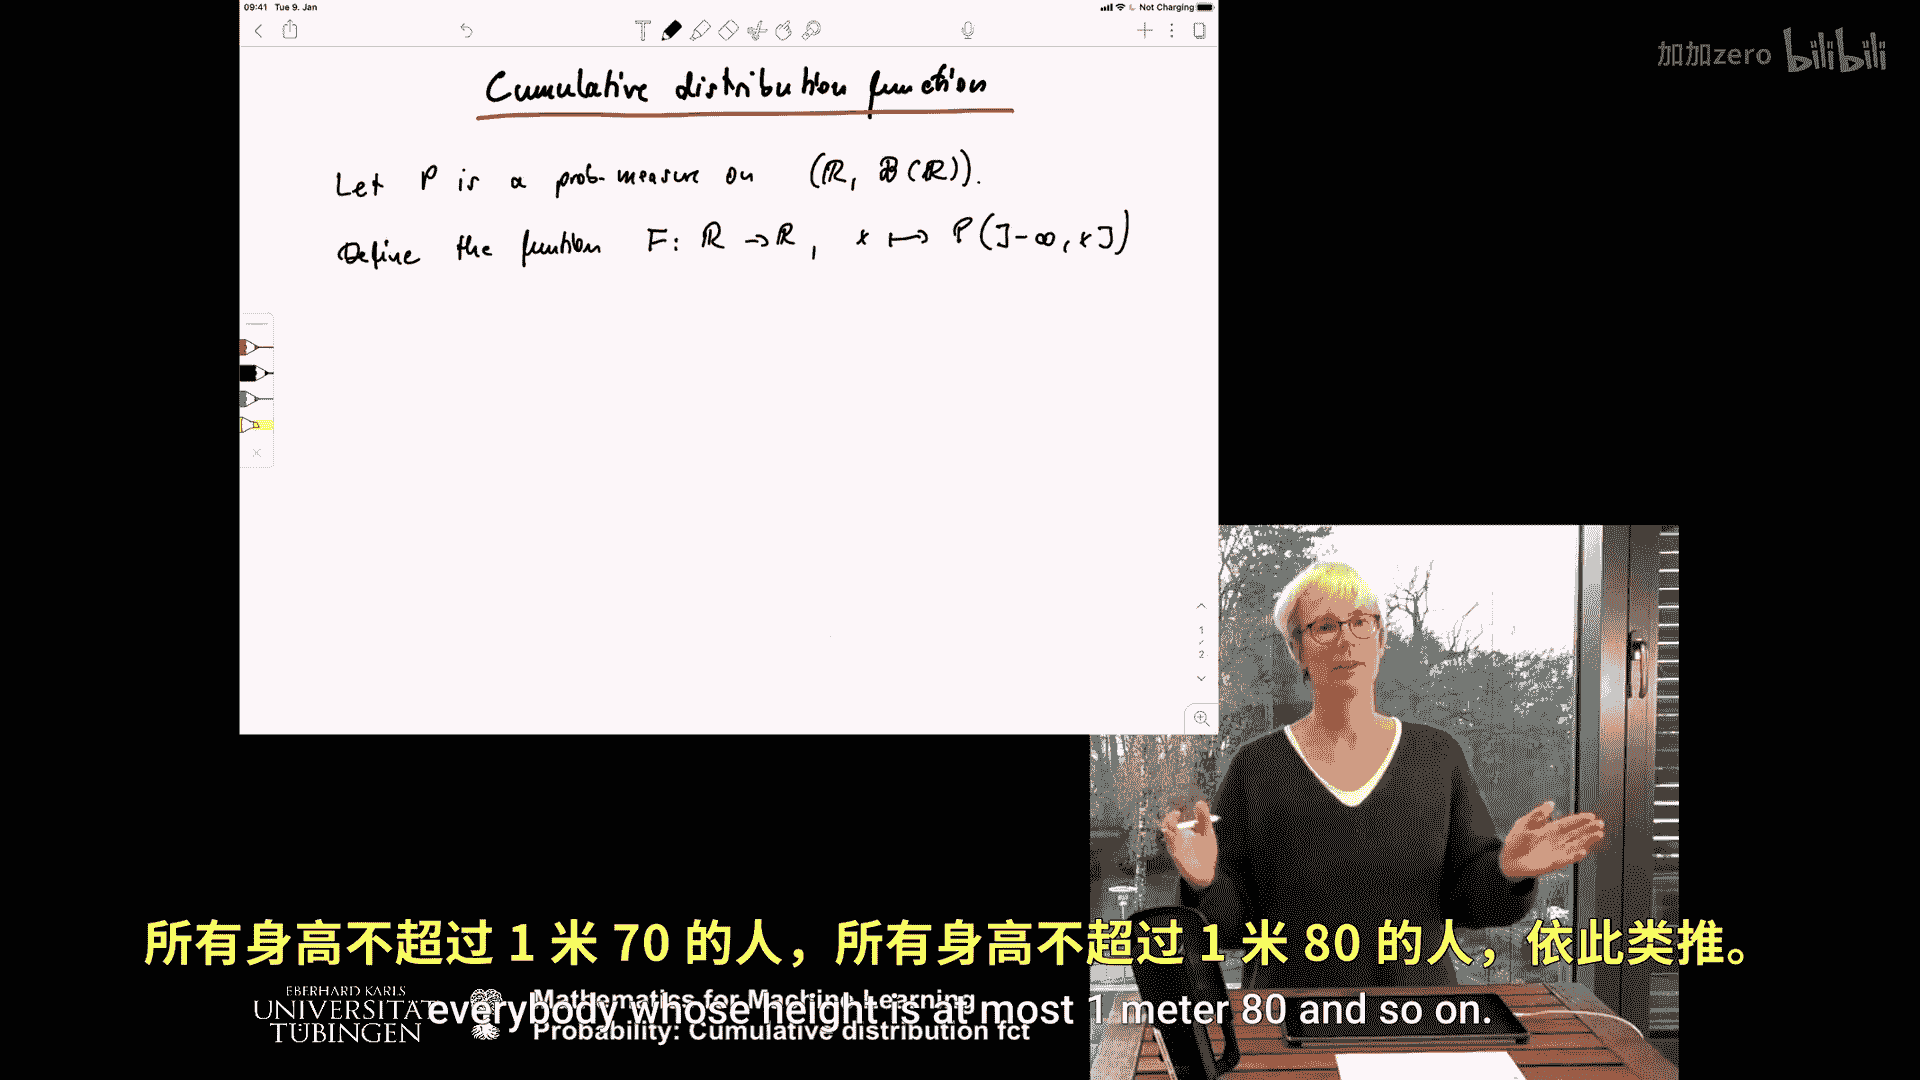 09:41 Tue 9. Jan
Not Charging
加加zero bilibili
Cumulative distribution function
Let P is a prob. measure on (ℝ, 𝓑(ℝ)).
Define the function F: ℝ → ℝ, x ↦ P(]-∞, x])
1
2
所有身高不超过 1 米 70 的人，所有身高不超过 1 米 80 的人，依此类推。
EBERHARD KARLS
UNIVERSITÄT
TÜBINGEN
Mathematics for Machine Learning
everybody whose height is at most 1 meter 80 and so on.
Probability: Cumulative distribution fct